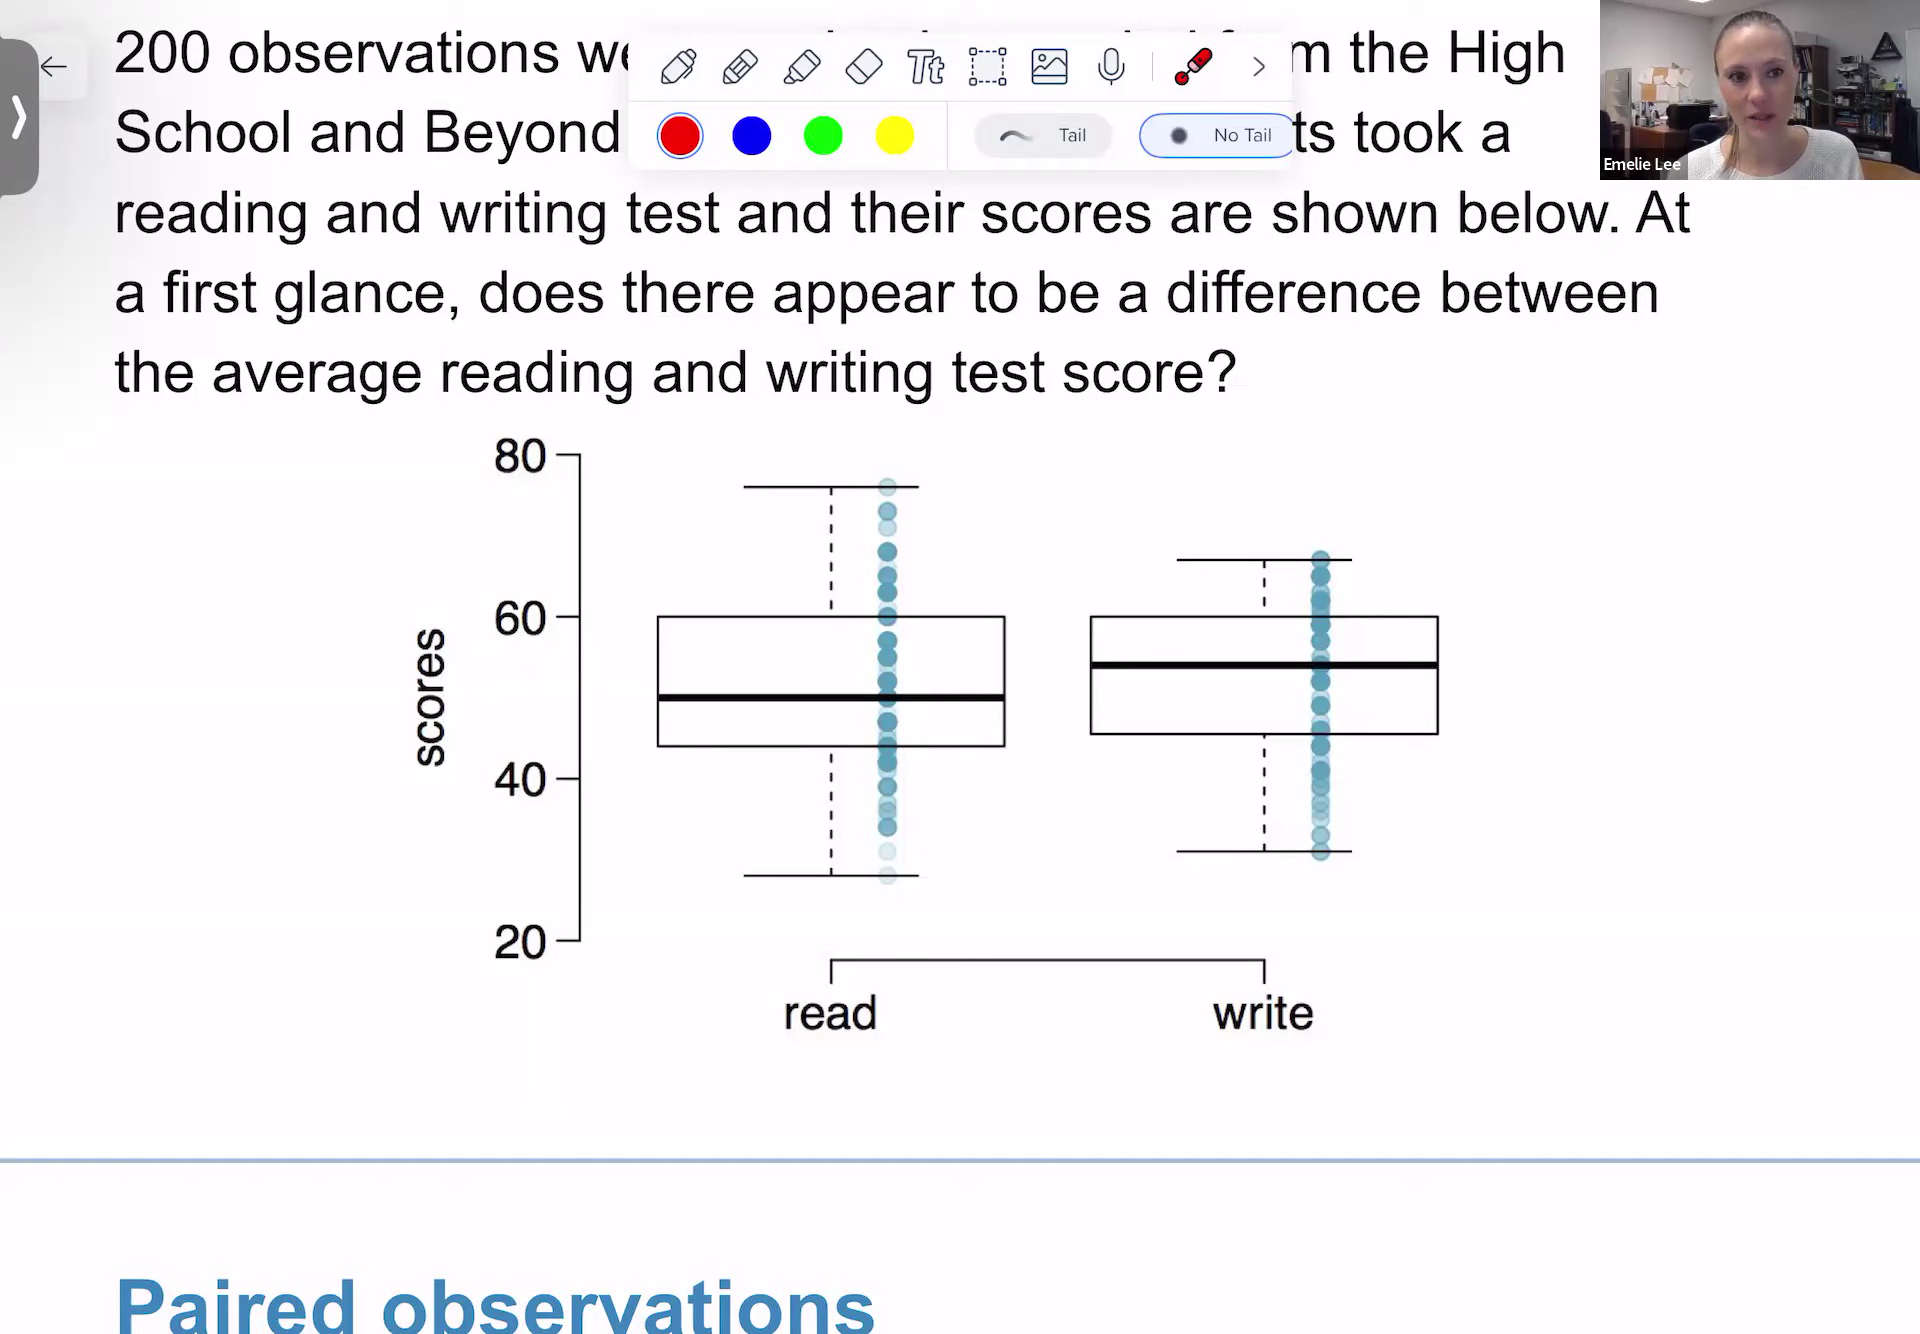 200 observations we
m the High
School and Beyond
ts took a
Tt
Tail
No Tail
Emelie Lee
reading and writing test and their scores are shown below. At
a first glance, does there appear to be a difference between
the average reading and writing test score?
80
60
40
20
scores
read
write
Paired observations